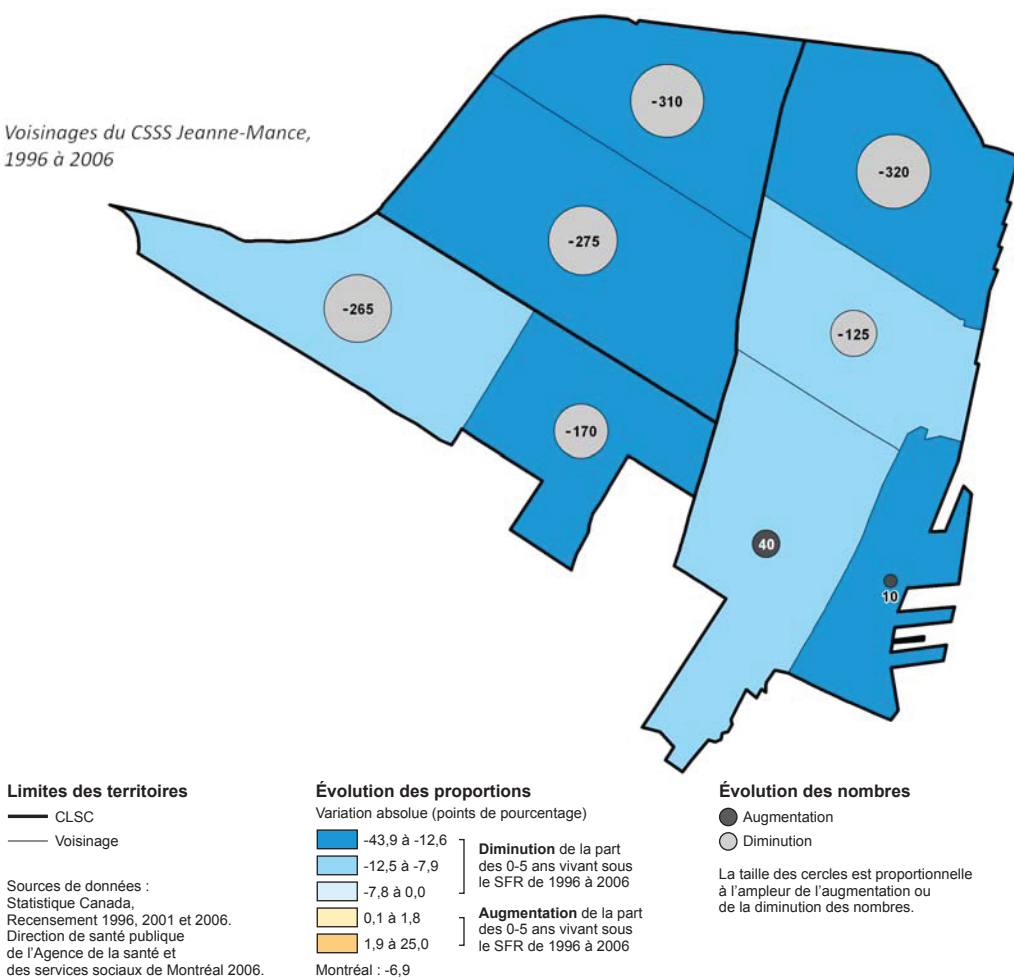 Voisinages du CSSS Jeanne-Mance,
1996 à 2006
-310
-320
-275
-265
-125
-170
40
10
Limites des territoires
CLSC
Voisinage
Sources de données :
Statistique Canada,
Recensement 1996, 2001 et 2006.
Direction de santé publique
de l'Agence de la santé et
des services sociaux de Montréal 2006.
Évolution des proportions
Variation absolue (points de pourcentage)
-43,9 à -12,6
-12,5 à -7,9
-7,8 à 0,0
Diminution de la part
des 0-5 ans vivant sous
le SFR de 1996 à 2006
0,1 à 1,8
1,9 à 25,0
Augmentation de la part
des 0-5 ans vivant sous
le SFR de 1996 à 2006
Montréal : -6,9
Évolution des nombres
Augmentation
Diminution
La taille des cercles est proportionnelle
à l'ampleur de l'augmentation ou
de la diminution des nombres.